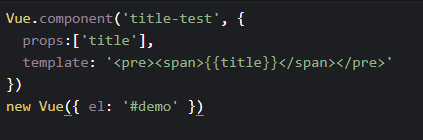 Vue.component('title-test', {
  props:['title'],
  template: '<pre><span>{{title}}</span></pre>'
})
new Vue({ el: '#demo' })